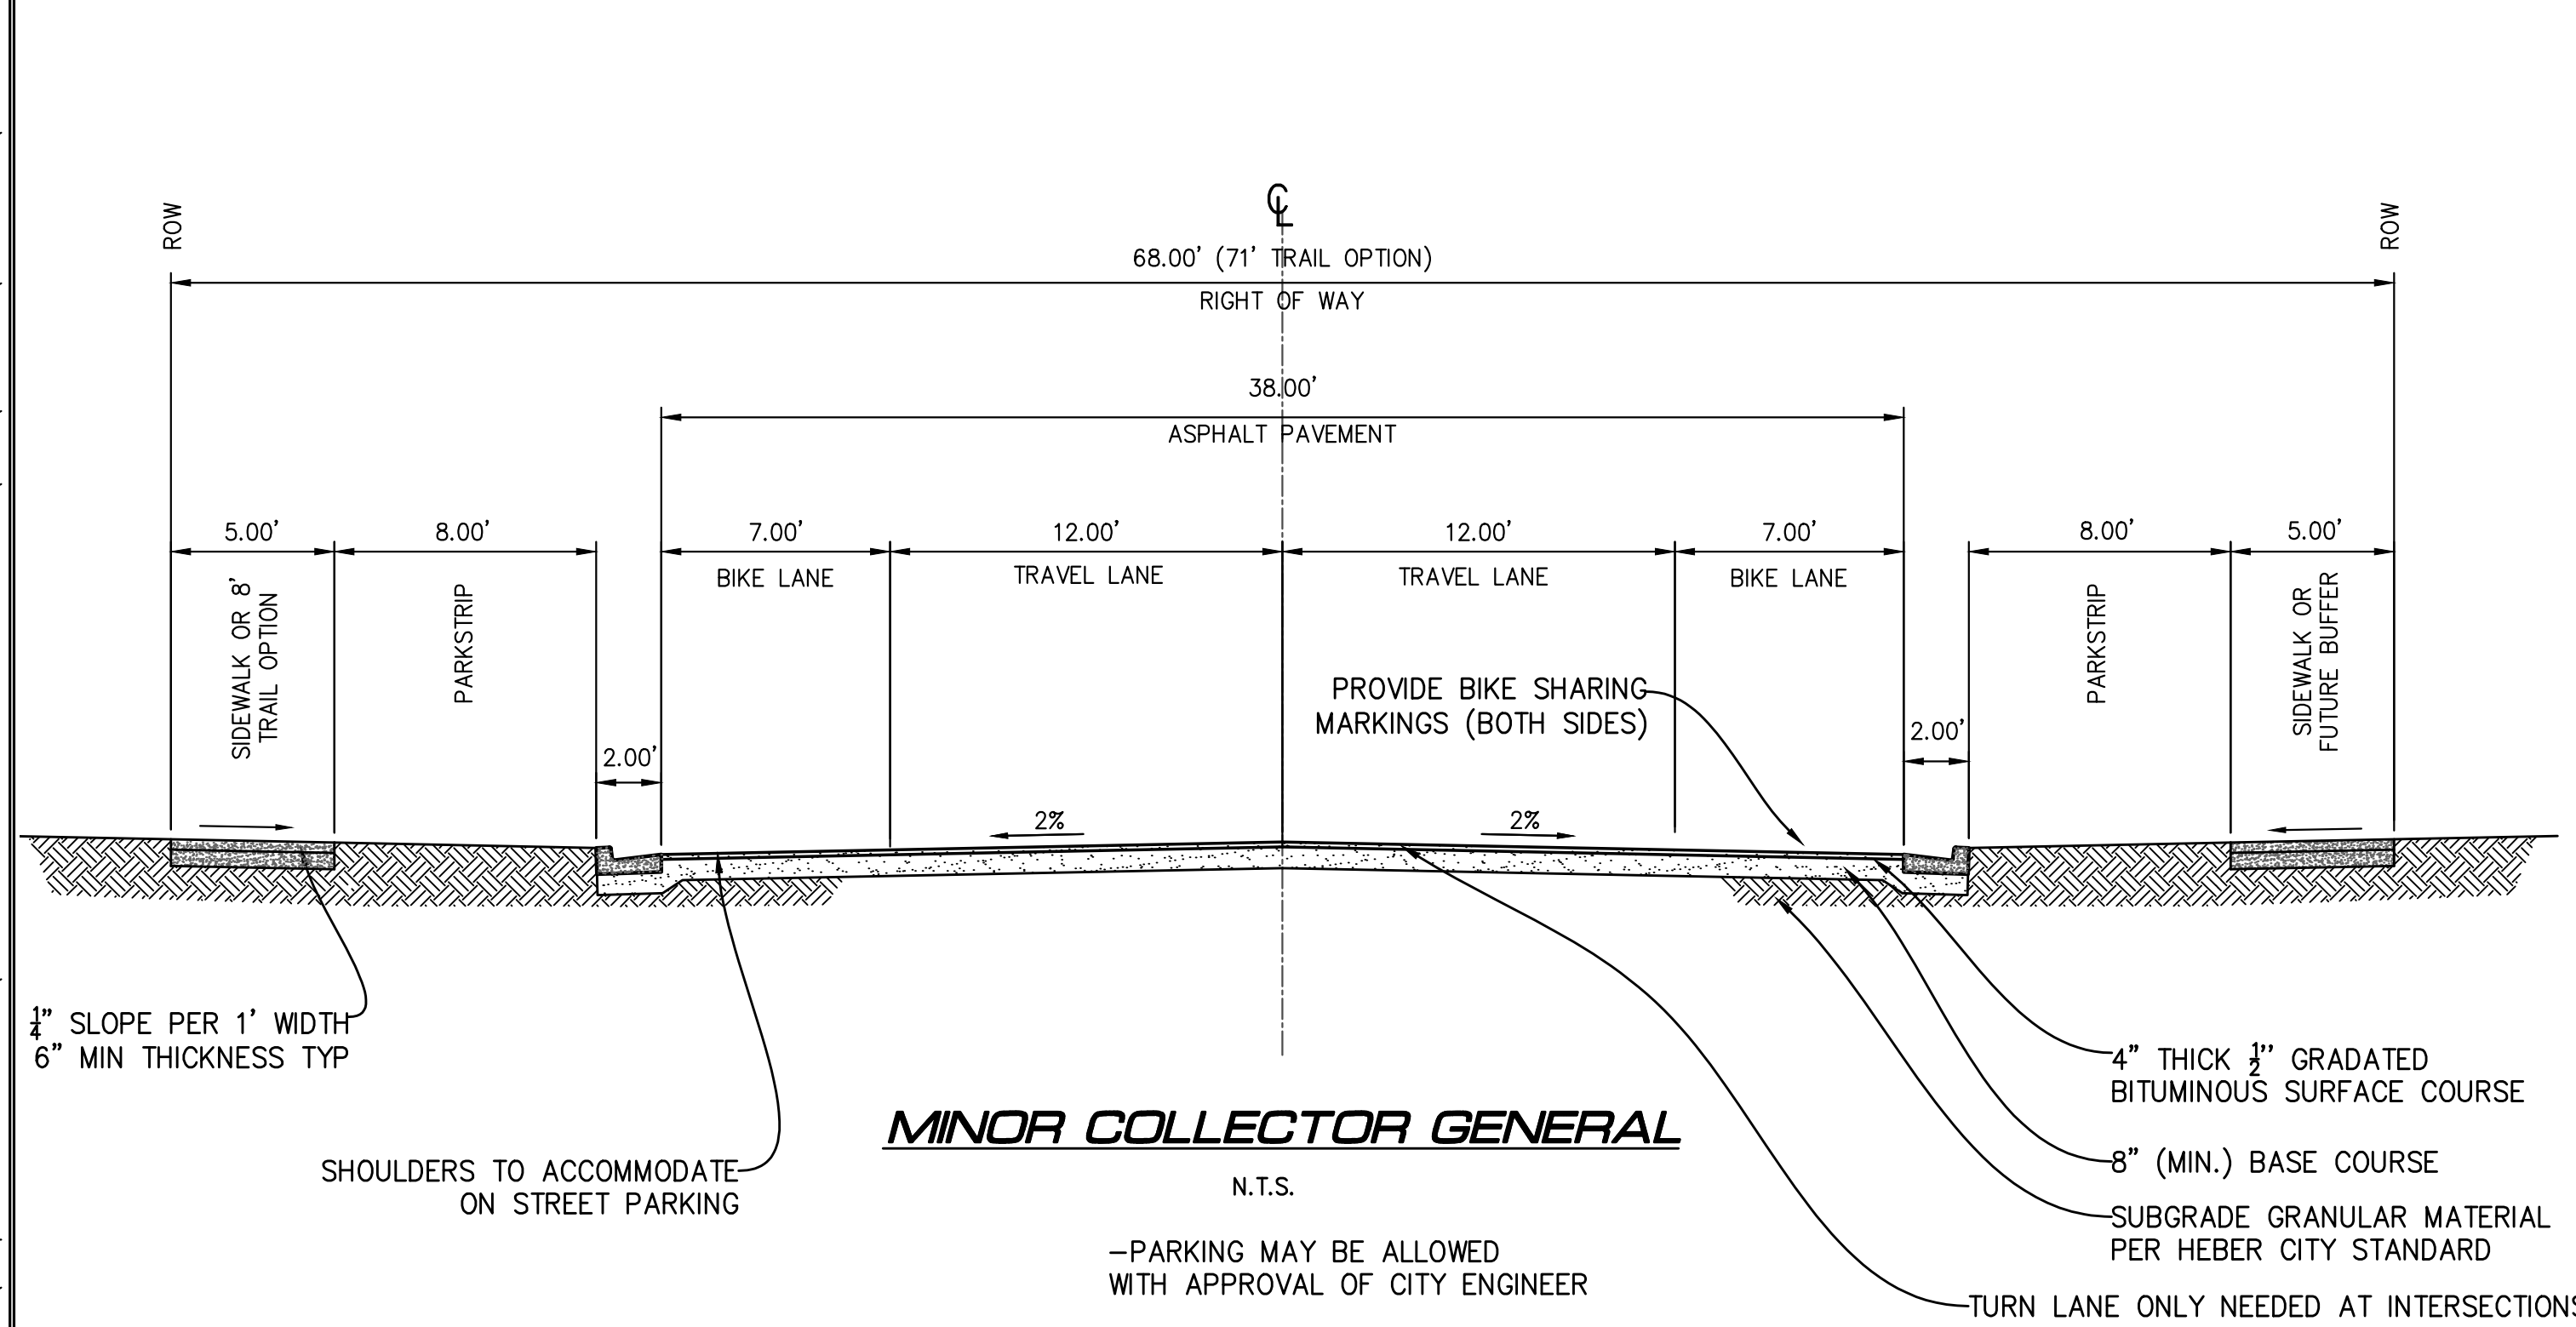 ROW
ROW
℄
68.00' (71' TRAIL OPTION)
RIGHT OF WAY
38.00'
ASPHALT PAVEMENT
5.00'
8.00'
7.00'
12.00'
12.00'
7.00'
8.00'
5.00'
BIKE LANE
TRAVEL LANE
TRAVEL LANE
BIKE LANE
SIDEWALK OR 8'
TRAIL OPTION
PARKSTRIP
PARKSTRIP
SIDEWALK OR
FUTURE BUFFER
PROVIDE BIKE SHARING
MARKINGS (BOTH SIDES)
2.00'
2.00'
2%
2%
¼" SLOPE PER 1' WIDTH
6" MIN THICKNESS TYP
4" THICK ½" GRADATED
BITUMINOUS SURFACE COURSE
MINOR COLLECTOR GENERAL
8" (MIN.) BASE COURSE
SHOULDERS TO ACCOMMODATE
ON STREET PARKING
N.T.S.
SUBGRADE GRANULAR MATERIAL
PER HEBER CITY STANDARD
-PARKING MAY BE ALLOWED
WITH APPROVAL OF CITY ENGINEER
TURN LANE ONLY NEEDED AT INTERSECTIONS